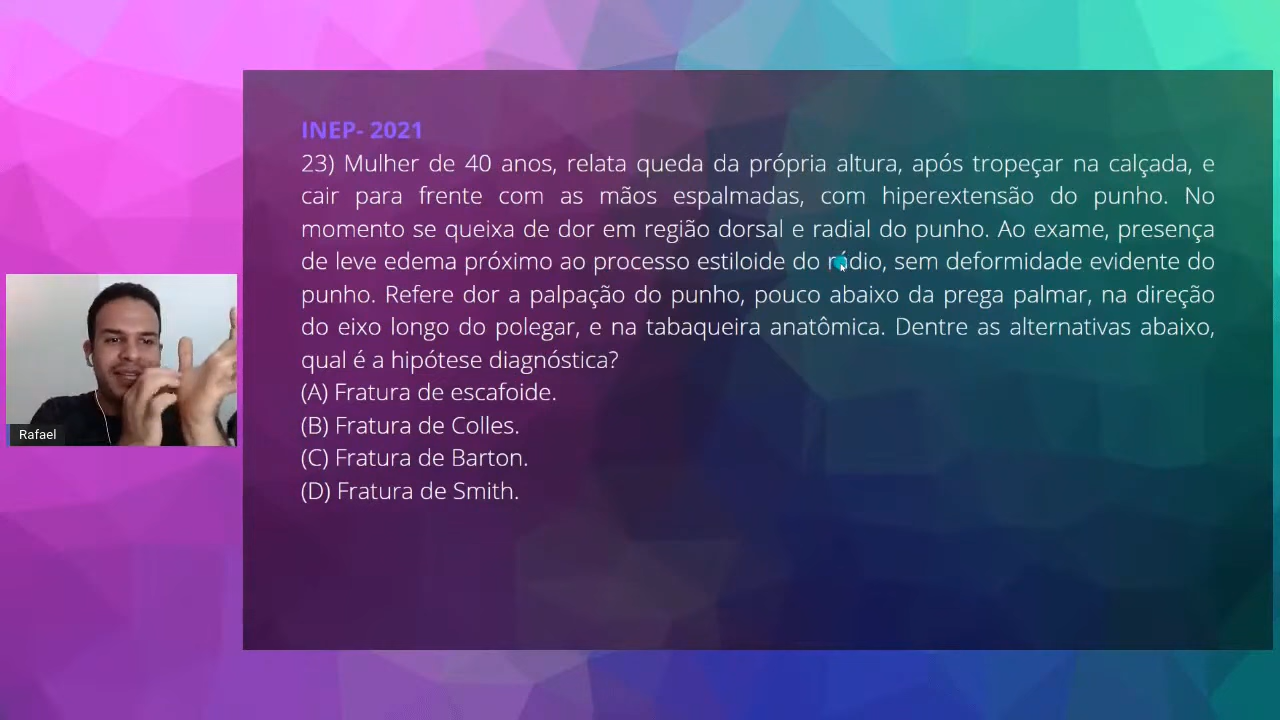 INEP- 2021
23) Mulher de 40 anos, relata queda da própria altura, após tropeçar na calçada, e
cair para frente com as mãos espalmadas, com hiperextensão do punho. No
momento se queixa de dor em região dorsal e radial do punho. Ao exame, presença
de leve edema próximo ao processo estiloide do rádio, sem deformidade evidente do
punho. Refere dor a palpação do punho, pouco abaixo da prega palmar, na direção
do eixo longo do polegar, e na tabaqueira anatômica. Dentre as alternativas abaixo,
qual é a hipótese diagnóstica?
(A) Fratura de escafoide.
(B) Fratura de Colles.
(C) Fratura de Barton.
(D) Fratura de Smith.
Rafael